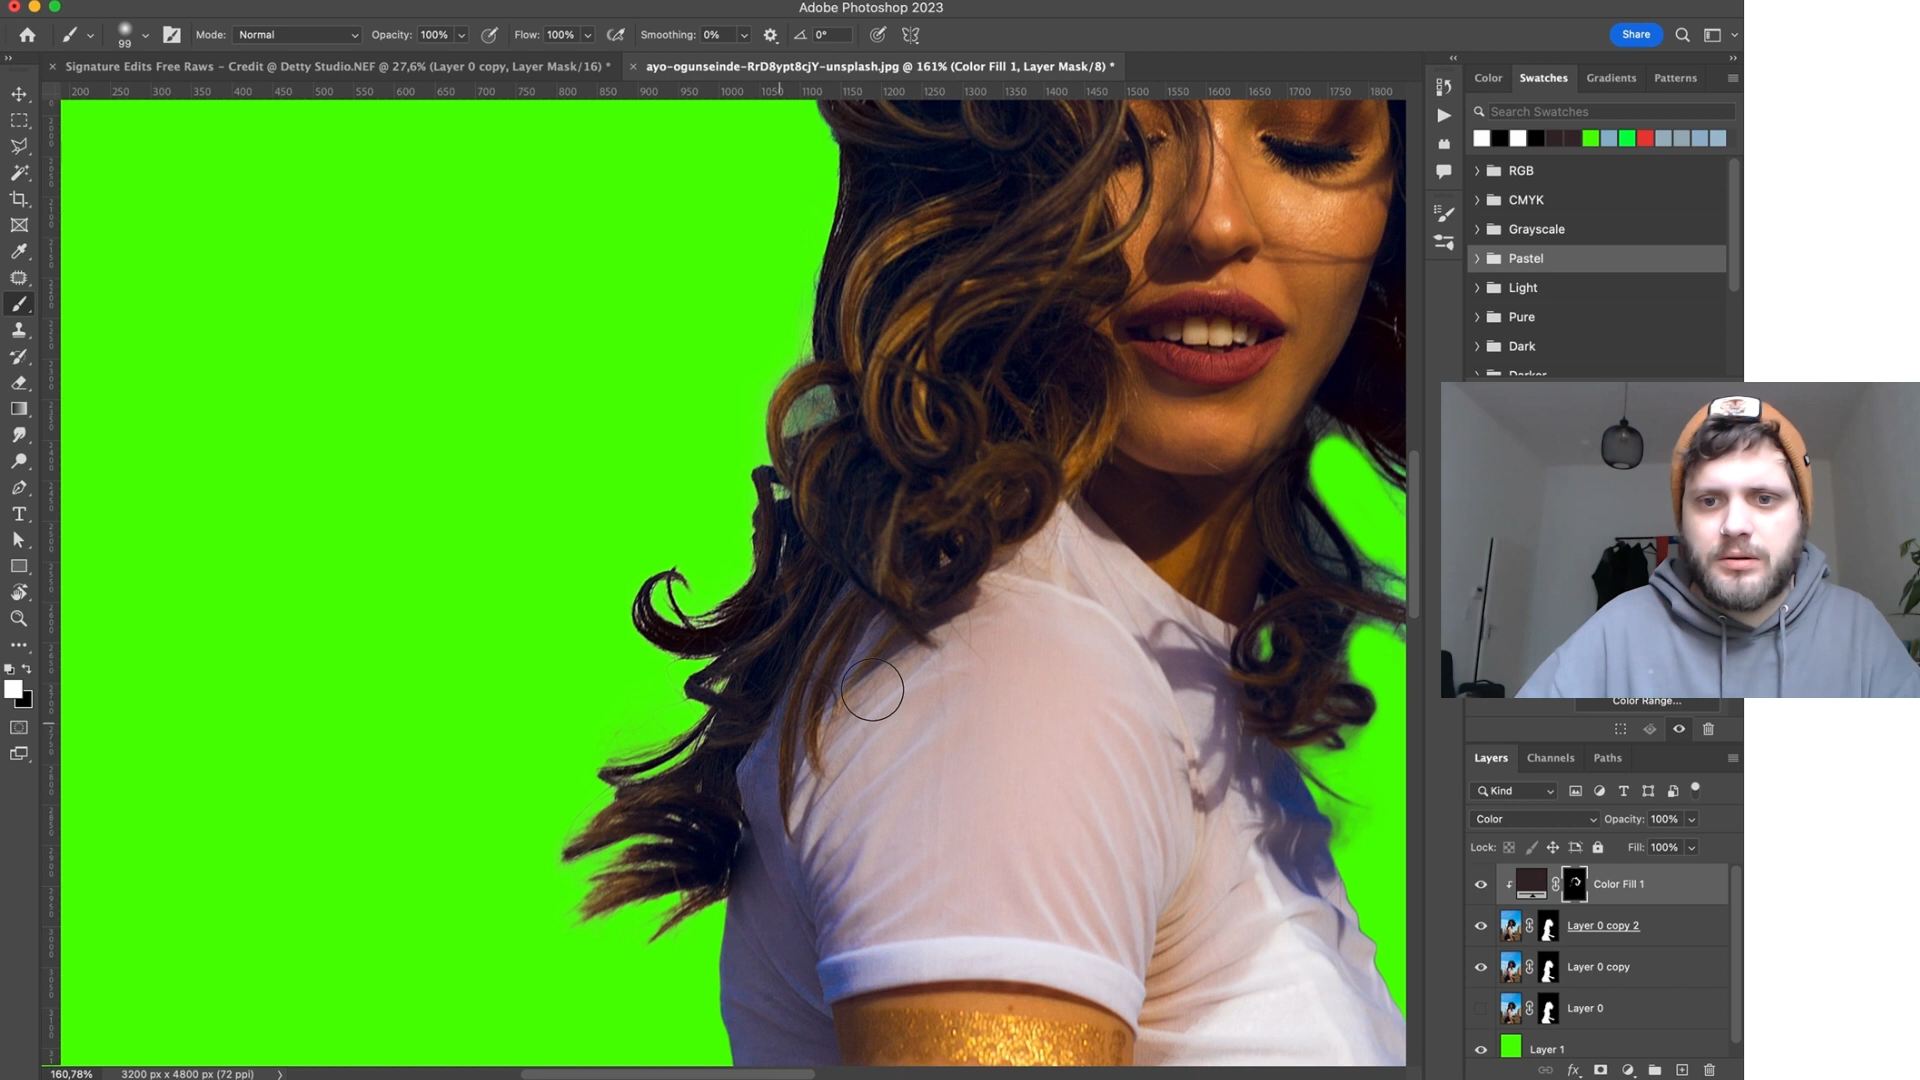 Adobe Photoshop 2023
99
Mode: Normal
Opacity: 100%
Flow: 100%
Smoothing: 0%
0°
Share
Signature Edits Free Raws – Credit @ Detty Studio.NEF @ 27,6% (Layer 0 copy, Layer Mask/16) *
ayo-ogunseinde-RrD8ypt8cjY-unsplash.jpg @ 161% (Color Fill 1, Layer Mask/8) *
200 250 300 350 400 450 500 550 600 650 700 750 800 850 900 950 1000 1050 1100 1150 1200 1250 1300 1350 1400 1450 1500 1550 1600 1650 1700 1750 1800
Color Swatches Gradients Patterns
Search Swatches
RGB
CMYK
Grayscale
Pastel
Light
Pure
Dark
Darker
Color Range...
Layers Channels Paths
Kind
Color
Opacity: 100%
Lock:
Fill: 100%
Color Fill 1
Layer 0 copy 2
Layer 0 copy
Layer 0
Layer 1
fx
160,78%
3200 px x 4800 px (72 ppi)